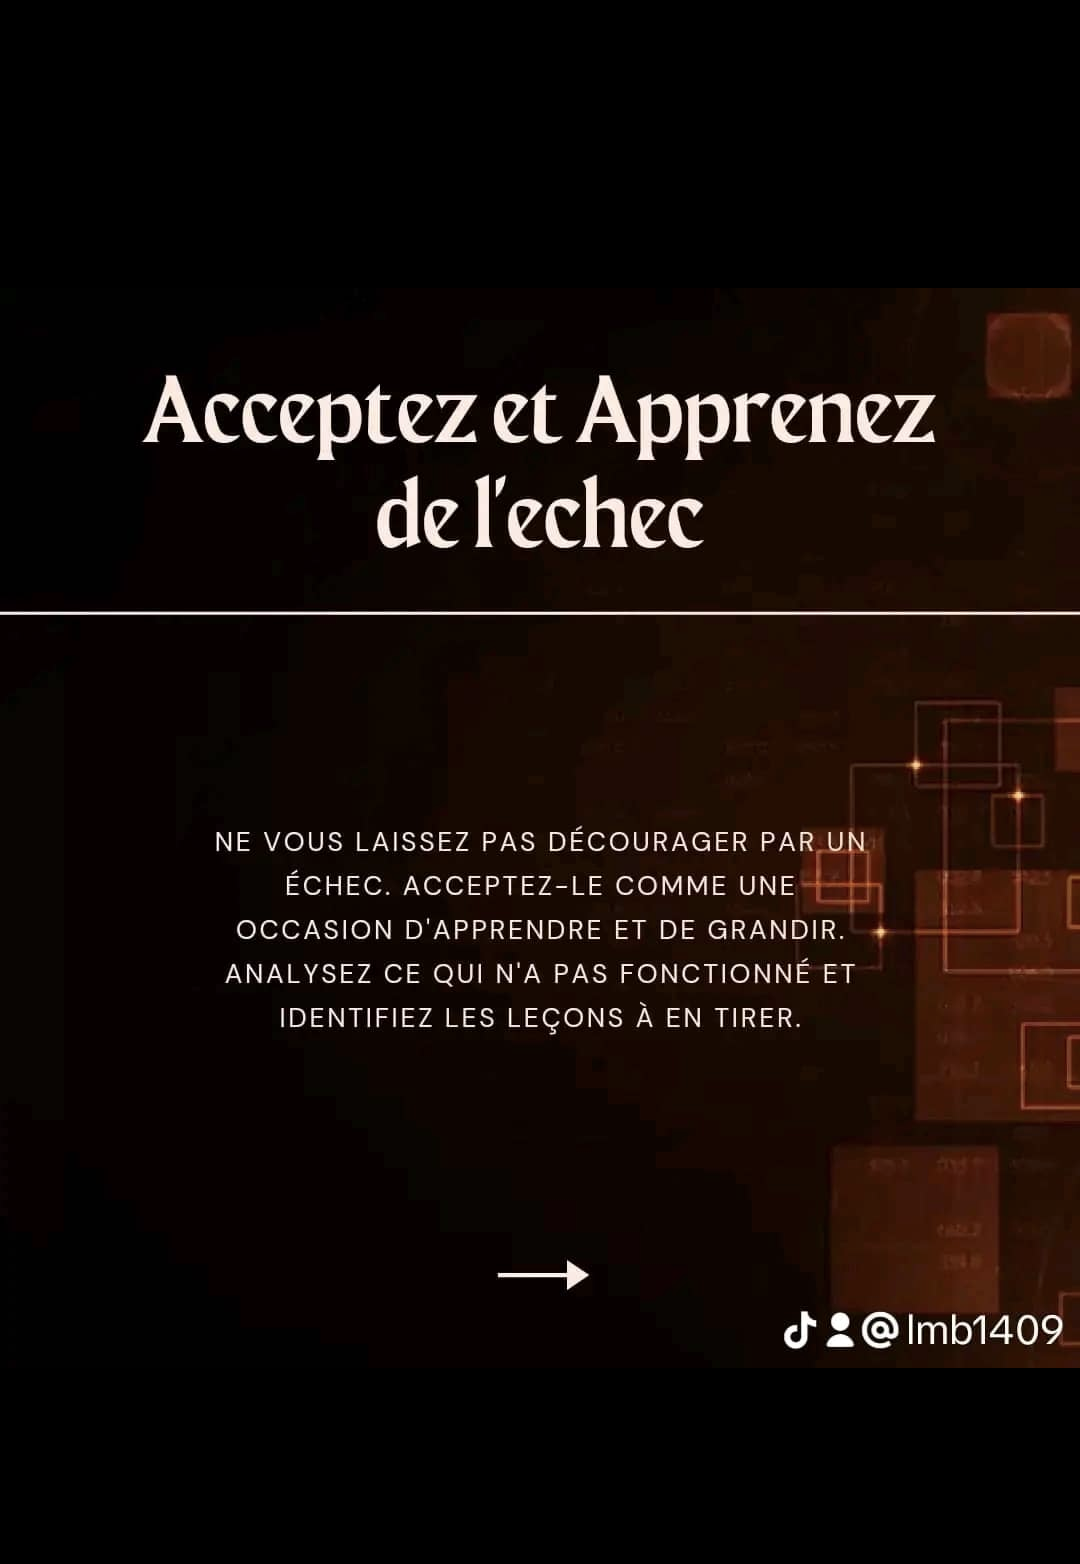 Acceptez et Apprenez
de l'echec
NE VOUS LAISSEZ PAS DÉCOURAGER PAR UN
ÉCHEC. ACCEPTEZ-LE COMME UNE
OCCASION D'APPRENDRE ET DE GRANDIR.
ANALYSEZ CE QUI N'A PAS FONCTIONNÉ ET
IDENTIFIEZ LES LEÇONS À EN TIRER.
@lmb1409